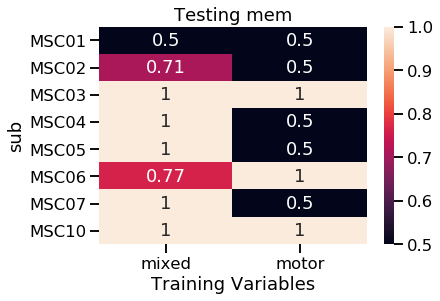 Testing mem
sub
MSC01 0.5 0.5
MSC02 0.71 0.5
MSC03 1 1
MSC04 1 0.5
MSC05 1 0.5
MSC06 0.77 1
MSC07 1 0.5
MSC10 1 1
mixed motor
Training Variables
1.0
0.9
0.8
0.7
0.6
0.5